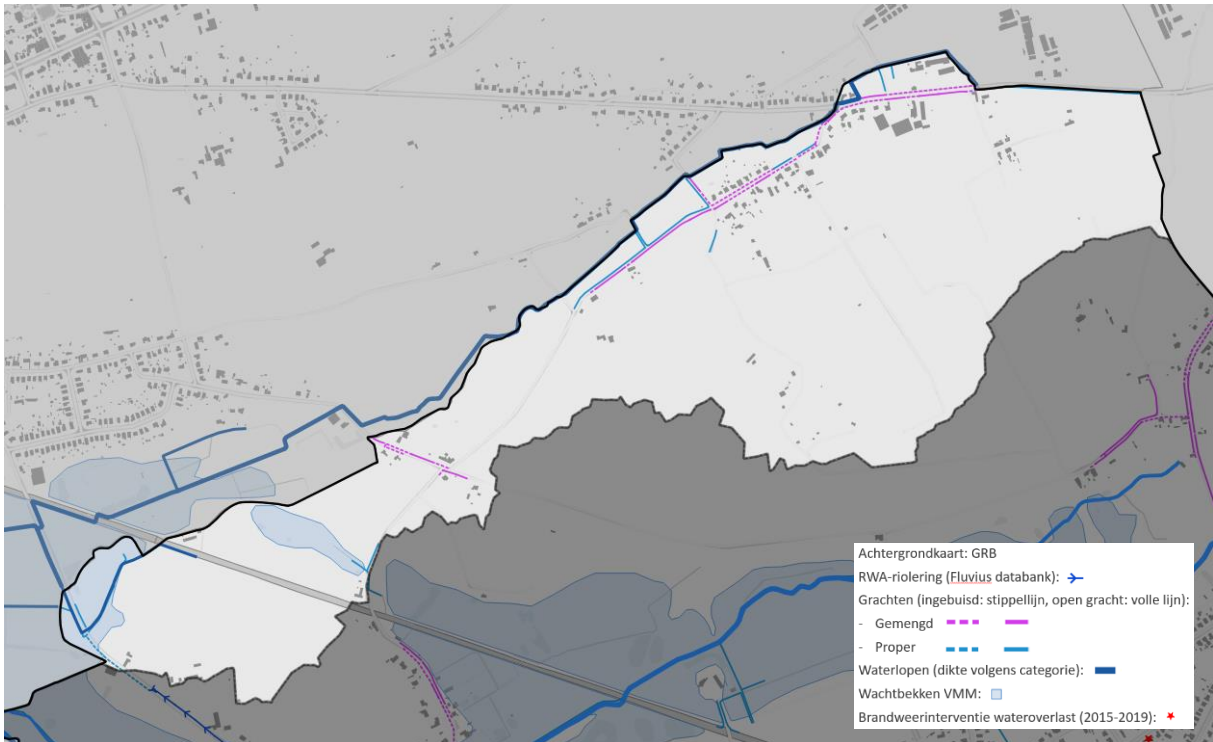 Achtergrondkaart: GRB
RWA-riolering (Fluvius databank):
Grachten (ingebuisd: stippellijn, open gracht: volle lijn):
- Gemengd
- Proper
Waterlopen (dikte volgens categorie):
Wachtbekken VMM:
Brandweerinterventie wateroverlast (2015-2019):